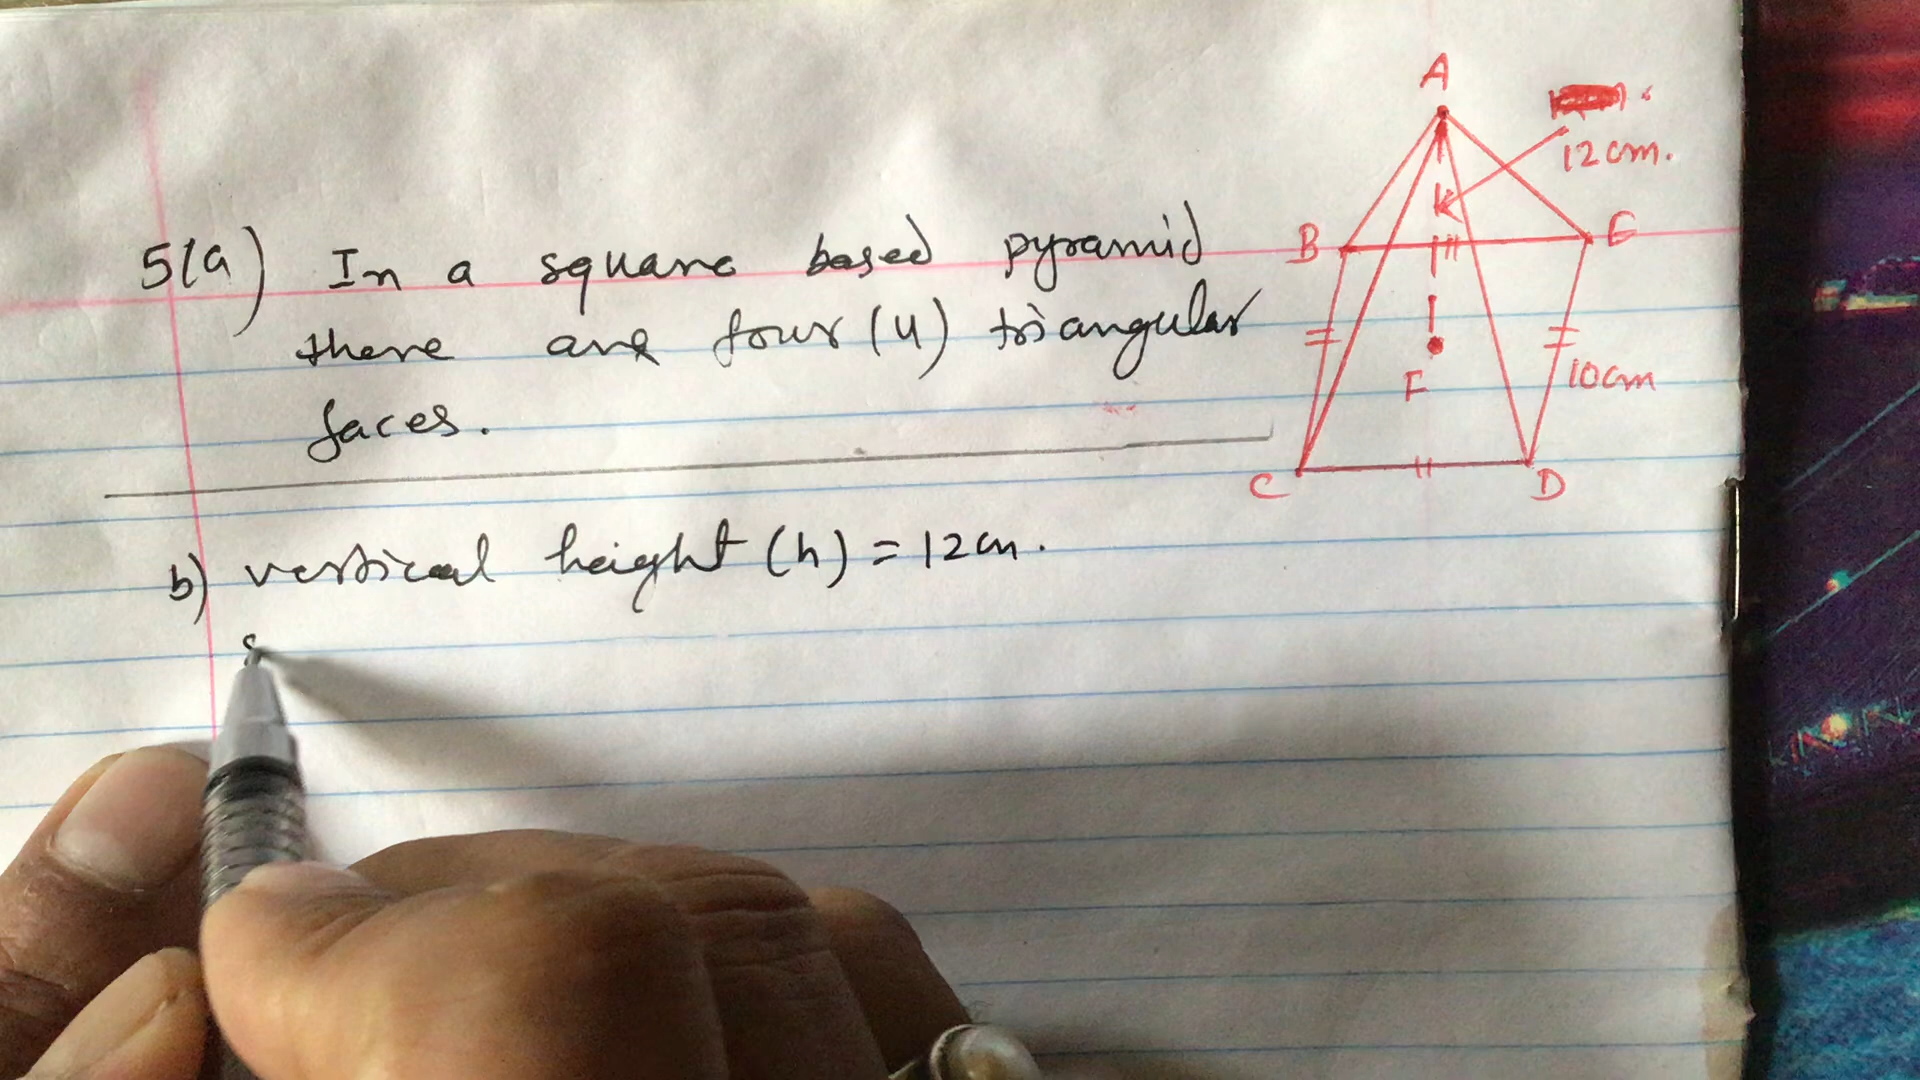 5(a) In a square based pyramid
there are four (4) triangular
faces.
b) vertical height (h) = 12cm.
s
A
12cm.
B
E
F
10cm
C
D